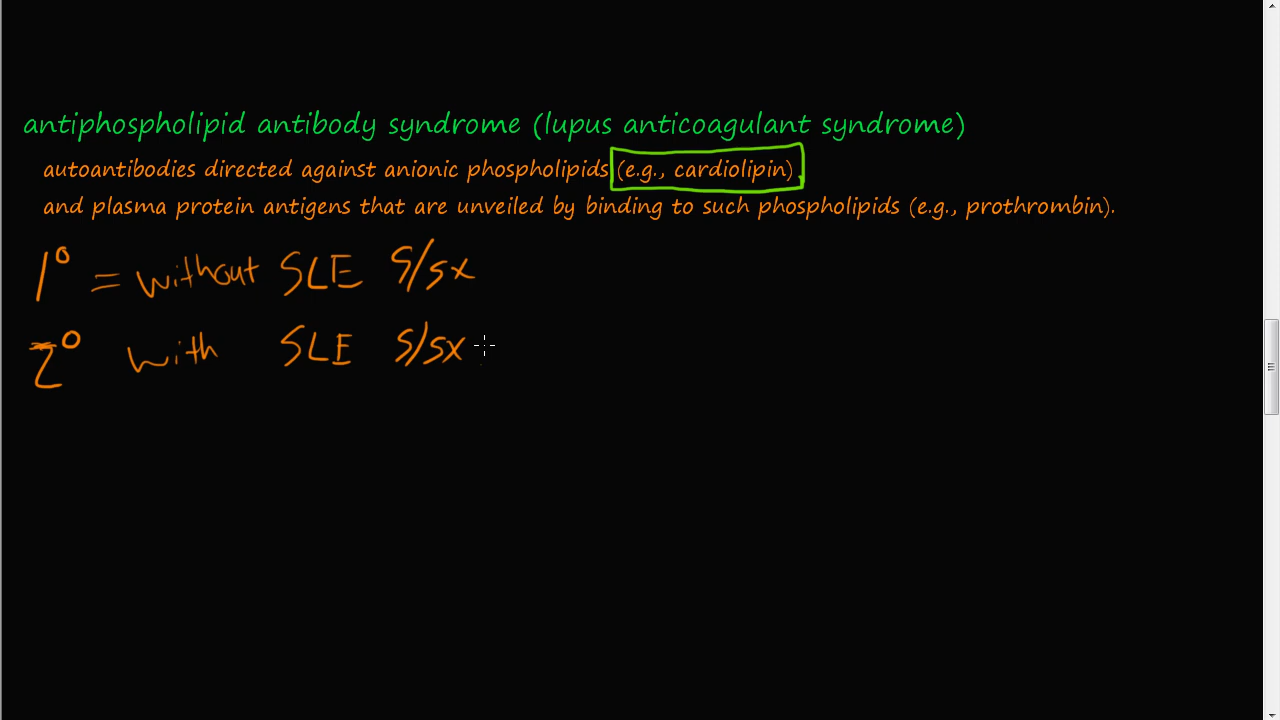 antiphospholipid antibody syndrome (lupus anticoagulant syndrome)
autoantibodies directed against anionic phospholipids (e.g., cardiolipin)
and plasma protein antigens that are unveiled by binding to such phospholipids (e.g., prothrombin).
1° = without SLE S/sx
2° with SLE S/sx